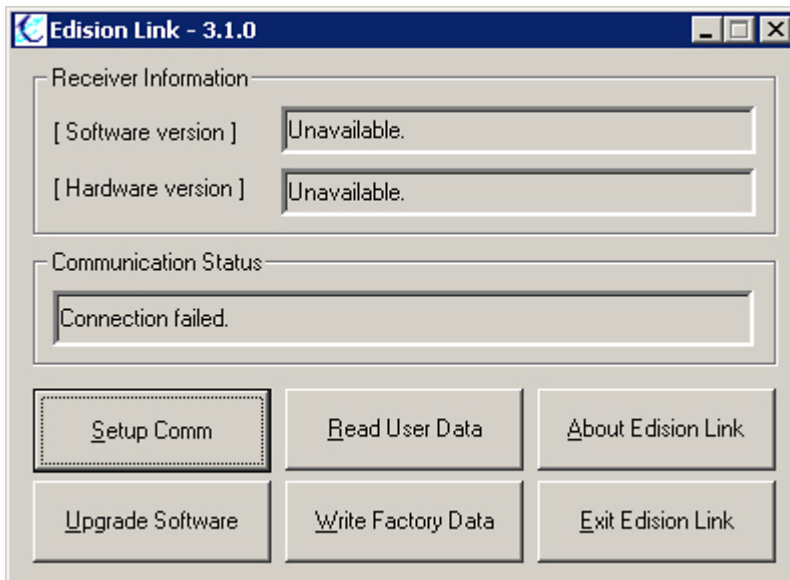 Edision Link - 3.1.0
Receiver Information
[ Software version ] Unavailable.
[ Hardware version ] Unavailable.
Communication Status
Connection failed.
Setup Comm Read User Data About Edision Link
Upgrade Software Write Factory Data Exit Edision Link